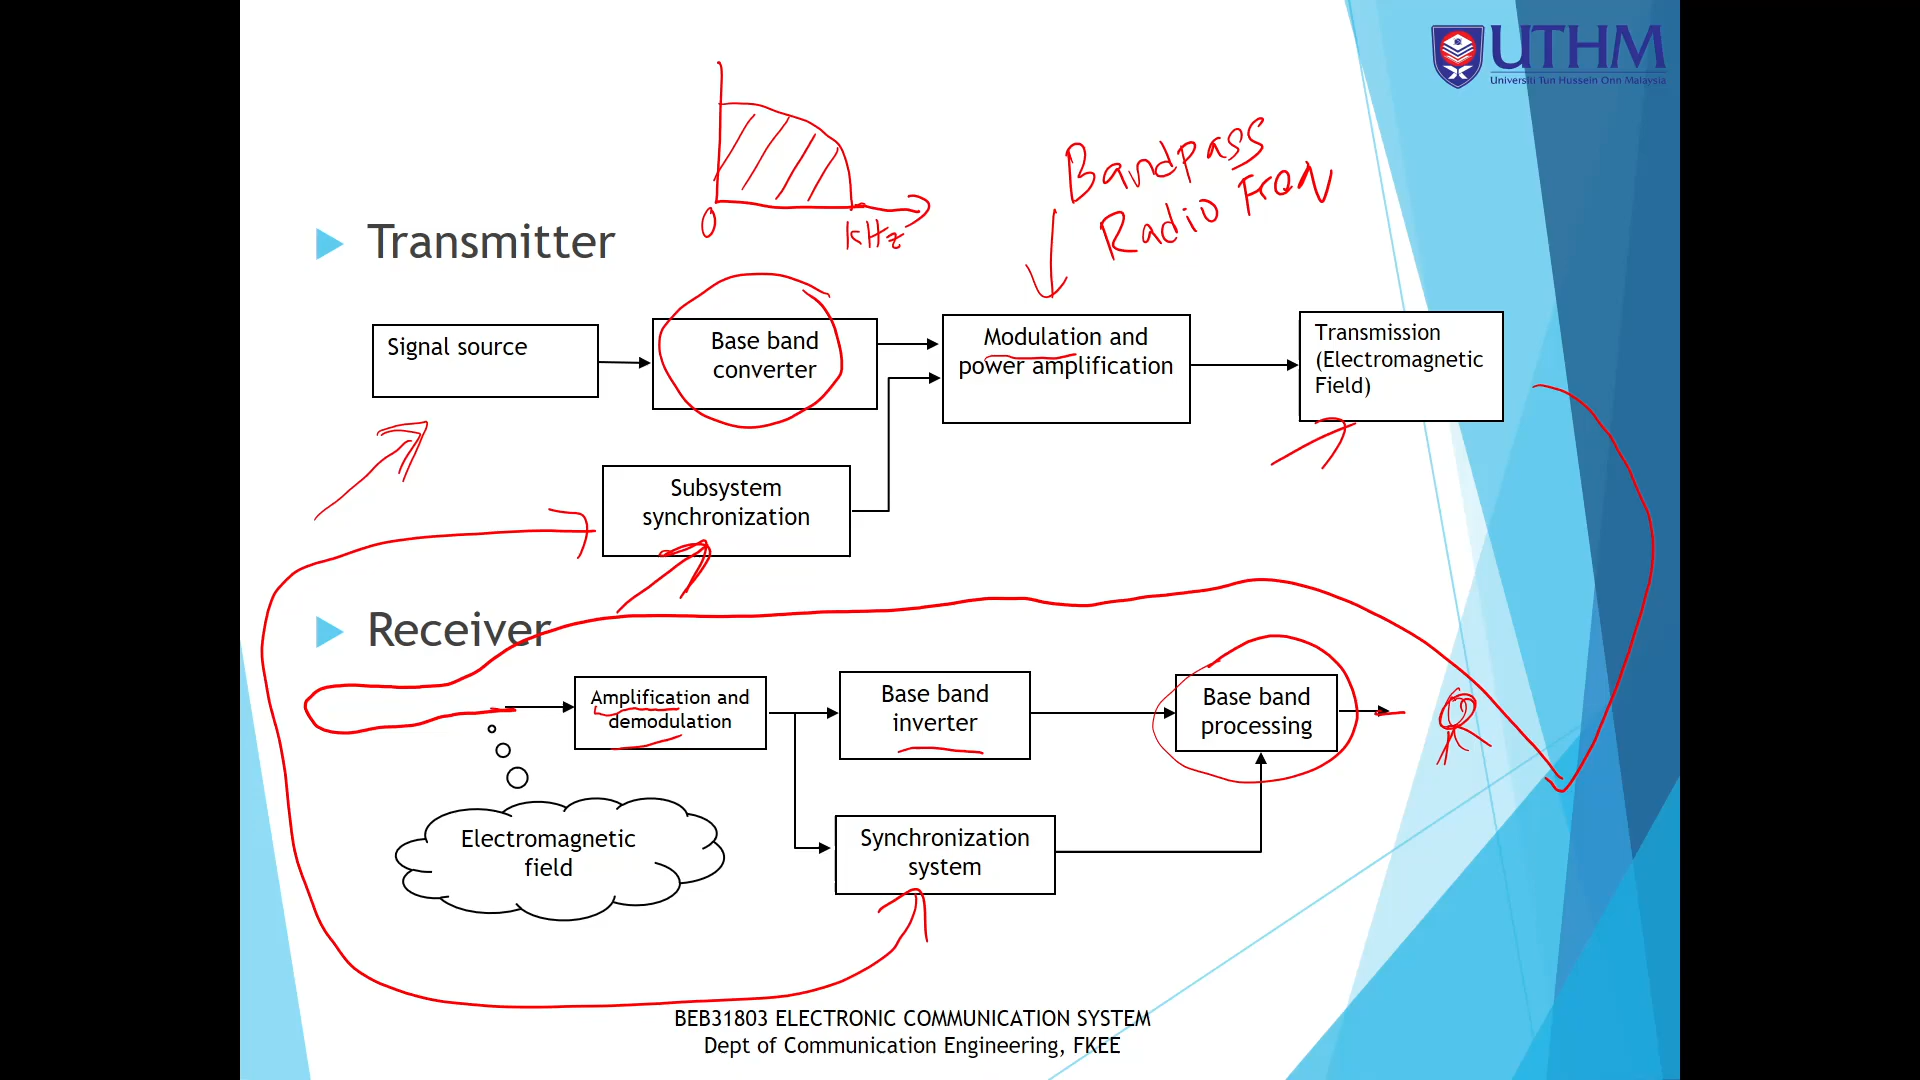 UTHM
Universiti Tun Hussein Onn Malaysia
Bandpass
Radio Freq
0
kHz
Transmitter
Signal source
Base band
converter
Modulation and
power amplification
Transmission
(Electromagnetic
Field)
Subsystem
synchronization
Receiver
Amplification and
demodulation
Base band
inverter
Base band
processing
Electromagnetic
field
Synchronization
system
BEB31803 ELECTRONIC COMMUNICATION SYSTEM
Dept of Communication Engineering, FKEE